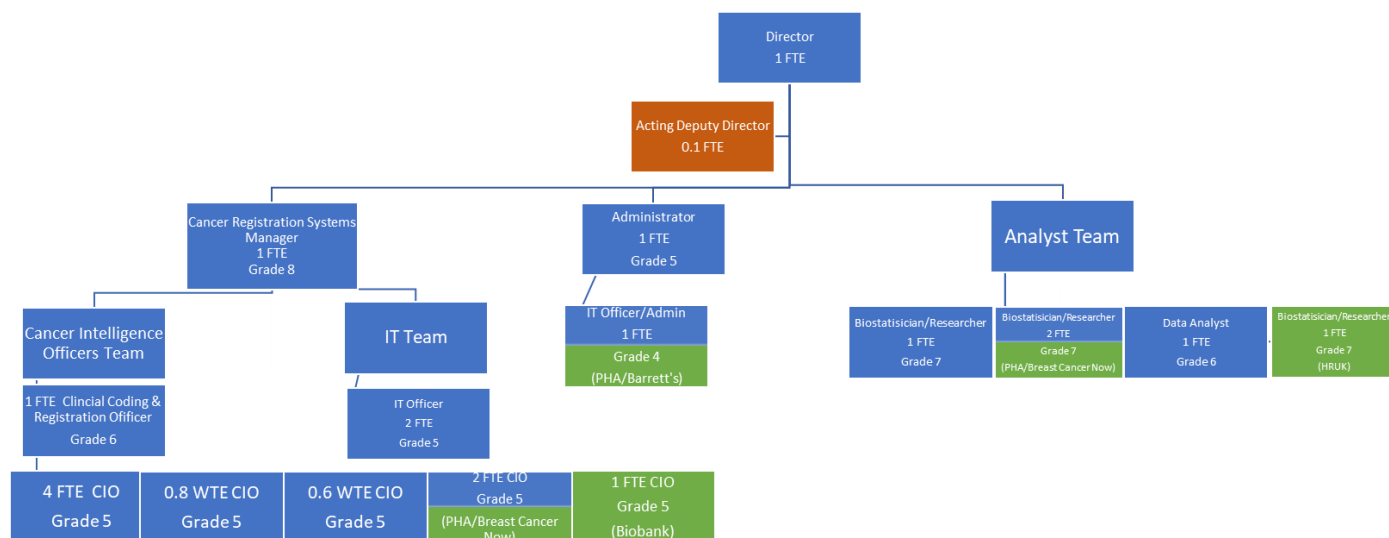 Director
1 FTE
Acting Deputy Director
0.1 FTE
Cancer Registration Systems
Manager
1 FTE
Grade 8
Administrator
1 FTE
Grade 5
Analyst Team
Cancer Intelligence
Officers Team
IT Team
IT Officer/Admin
1 FTE
Grade 4
(PHA/Barrett's)
Biostatisician/Researcher
1 FTE
Grade 7
Biostatisician/Researcher
2 FTE
Grade 7
(PHA/Breast Cancer Now)
Data Analyst
1 FTE
Grade 6
Biostatisician/Researcher
1 FTE
Grade 7
(HRUK)
1 FTE Clincial Coding &
Registration Ofificer
Grade 6
IT Officer
2 FTE
Grade 5
4 FTE CIO
Grade 5
0.8 WTE CIO
Grade 5
0.6 WTE CIO
Grade 5
2 FTE CIO
Grade 5
(PHA/Breast Cancer
Now)
1 FTE CIO
Grade 5
(Biobank)